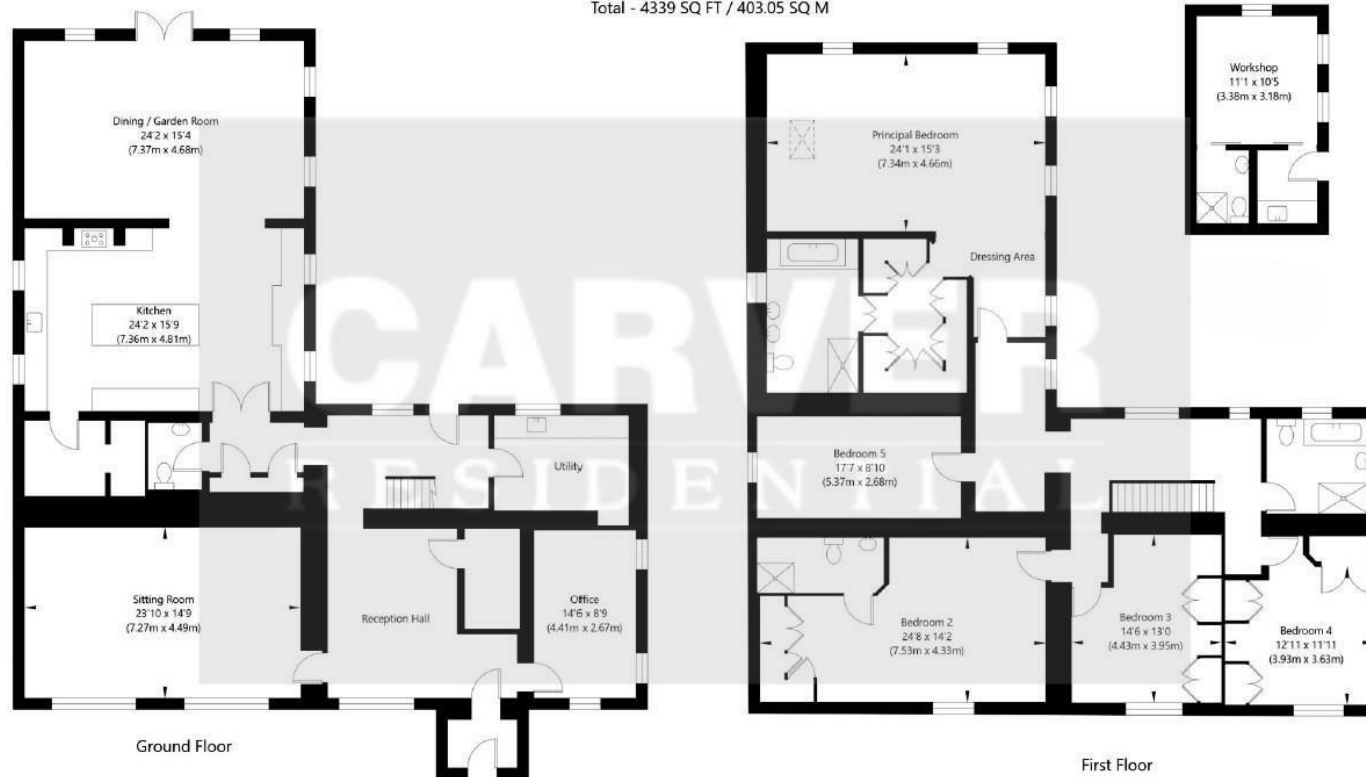 Total - 4339 SQ FT / 403.05 SQ M
Dining / Garden Room
24'2 x 15'4
(7.37m x 4.68m)
Kitchen
24'2 x 15'9
(7.36m x 4.81m)
Utility
Sitting Room
23'10 x 14'9
(7.27m x 4.49m)
Reception Hall
Office
14'6 x 8'9
(4.41m x 2.67m)
Ground Floor
Principal Bedroom
24'1 x 15'3
(7.34m x 4.66m)
Dressing Area
Bedroom 5
17'7 x 8'10
(5.37m x 2.68m)
Bedroom 2
24'8 x 14'2
(7.53m x 4.33m)
Bedroom 3
14'6 x 13'0
(4.43m x 3.95m)
Bedroom 4
12'11 x 11'11
(3.93m x 3.63m)
First Floor
Workshop
11'1 x 10'5
(3.38m x 3.18m)
CARVER
RESIDENTIAL